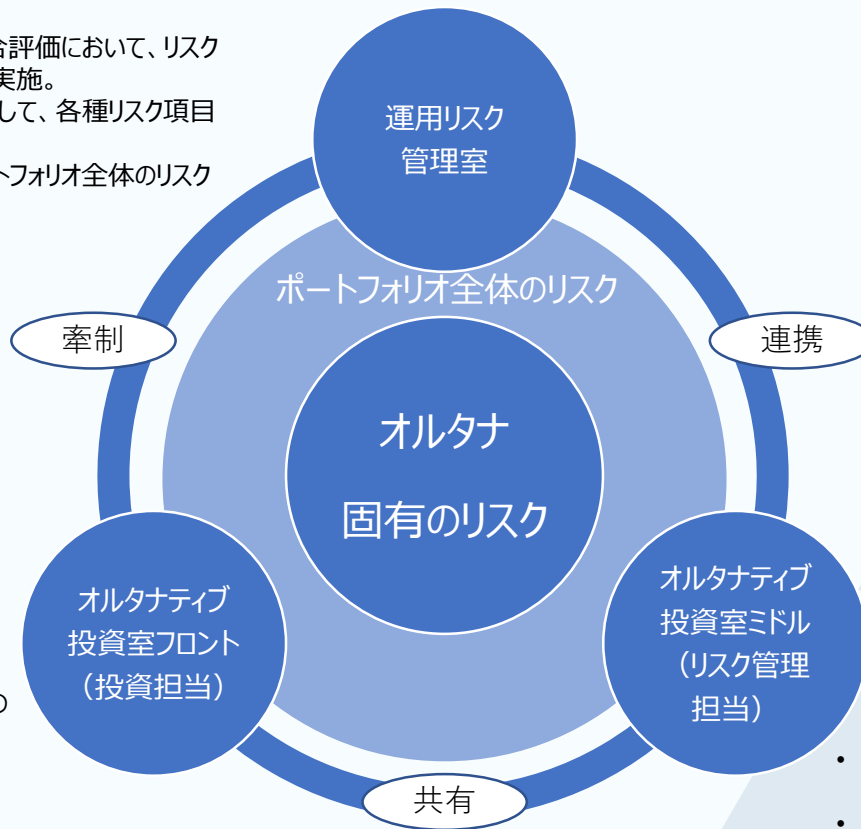 合評価において、リスク
実施。
して、各種リスク項目
トフォリオ全体のリスク
運用リスク
管理室
ポートフォリオ全体のリスク
牽制
連携
オルタナ
固有のリスク
オルタナティブ
投資室フロント
（投資担当）
オルタナティブ
投資室ミドル
（リスク管理
担当）
の
共有
・
・